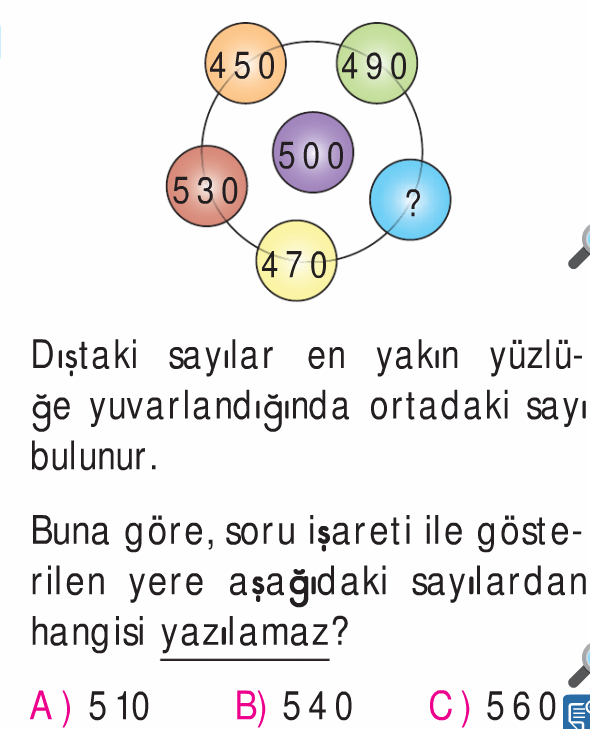 450 490
500
530 ?
470
Dıştaki sayılar en yakın yüzlü-
ğe yuvarlandığında ortadaki sayı
bulunur.
Buna göre, soru işareti ile göste-
rilen yere aşağıdaki sayılardan
hangisi yazılamaz?
A) 510 B) 540 C) 560